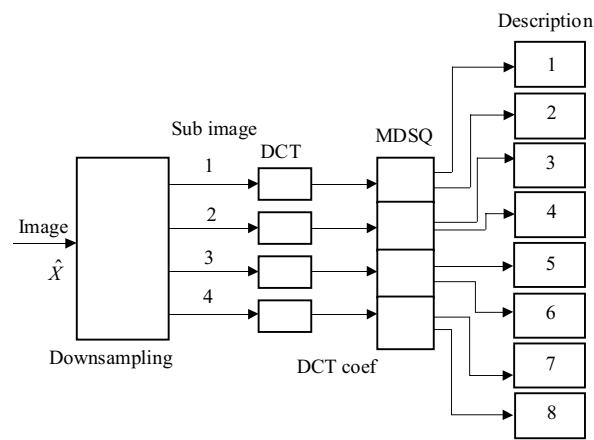 Description
1
2
3
4
5
6
7
8
Sub image
1
2
3
4
DCT
MDSQ
Image
X̂
Downsampling
DCT coef